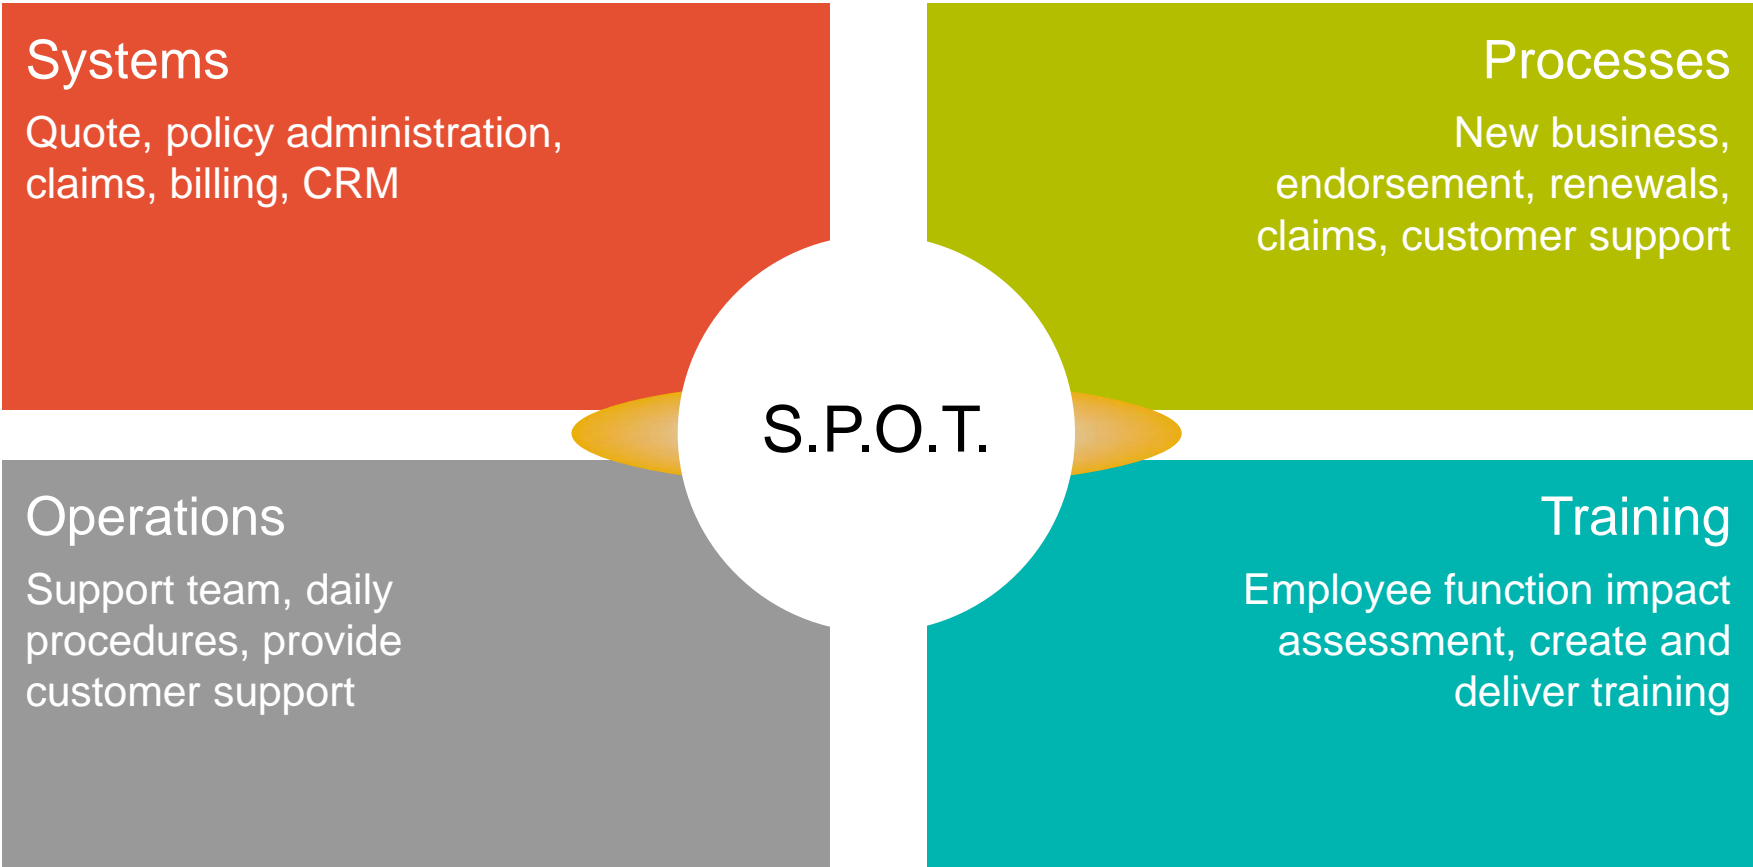 Systems
Quote, policy administration,
claims, billing, CRM
Processes
New business,
endorsement, renewals,
claims, customer support
S.P.O.T.
Operations
Support team, daily
procedures, provide
customer support
Training
Employee function impact
assessment, create and
deliver training